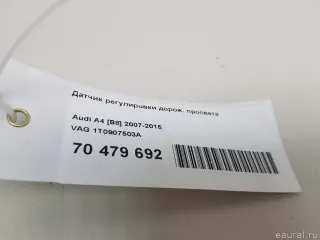 Датчик регулировки дорож. просвета
Audi A4 [B8] 2007-2015
VAG 1T0907503A
70 479 692
eaural.ru